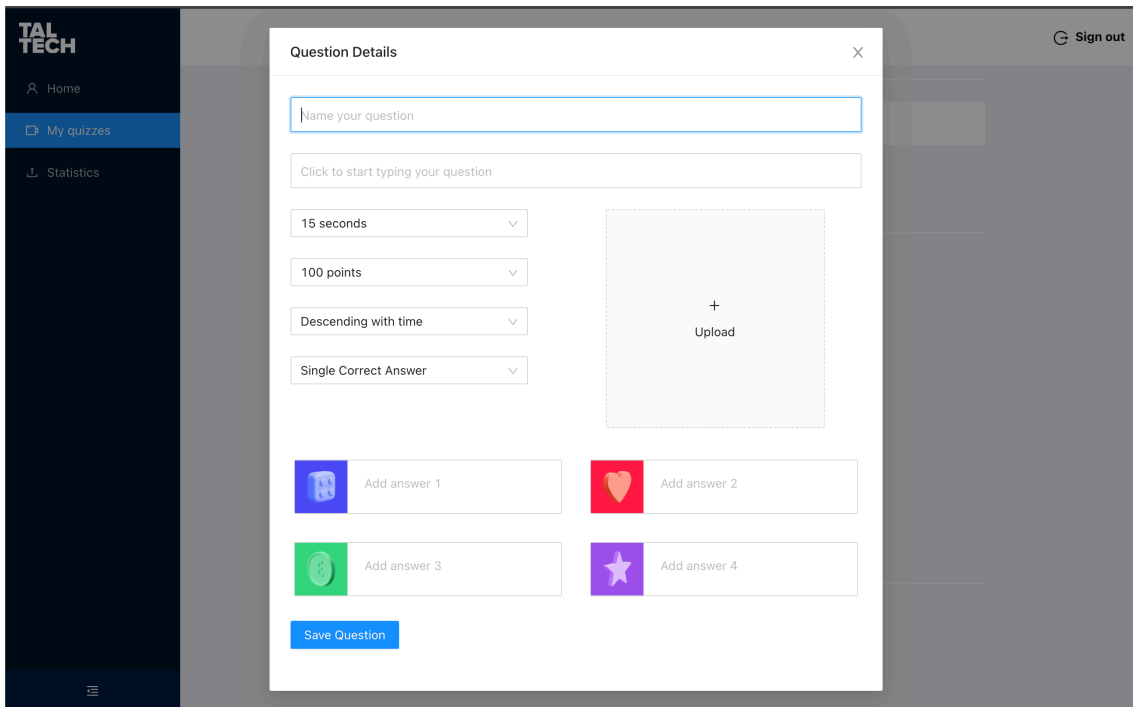 TAL
TECH
Home
My quizzes
Statistics
Sign out
Question Details
Name your question
Click to start typing your question
15 seconds
100 points
Descending with time
Single Correct Answer
+
Upload
Add answer 1
Add answer 2
Add answer 3
Add answer 4
Save Question